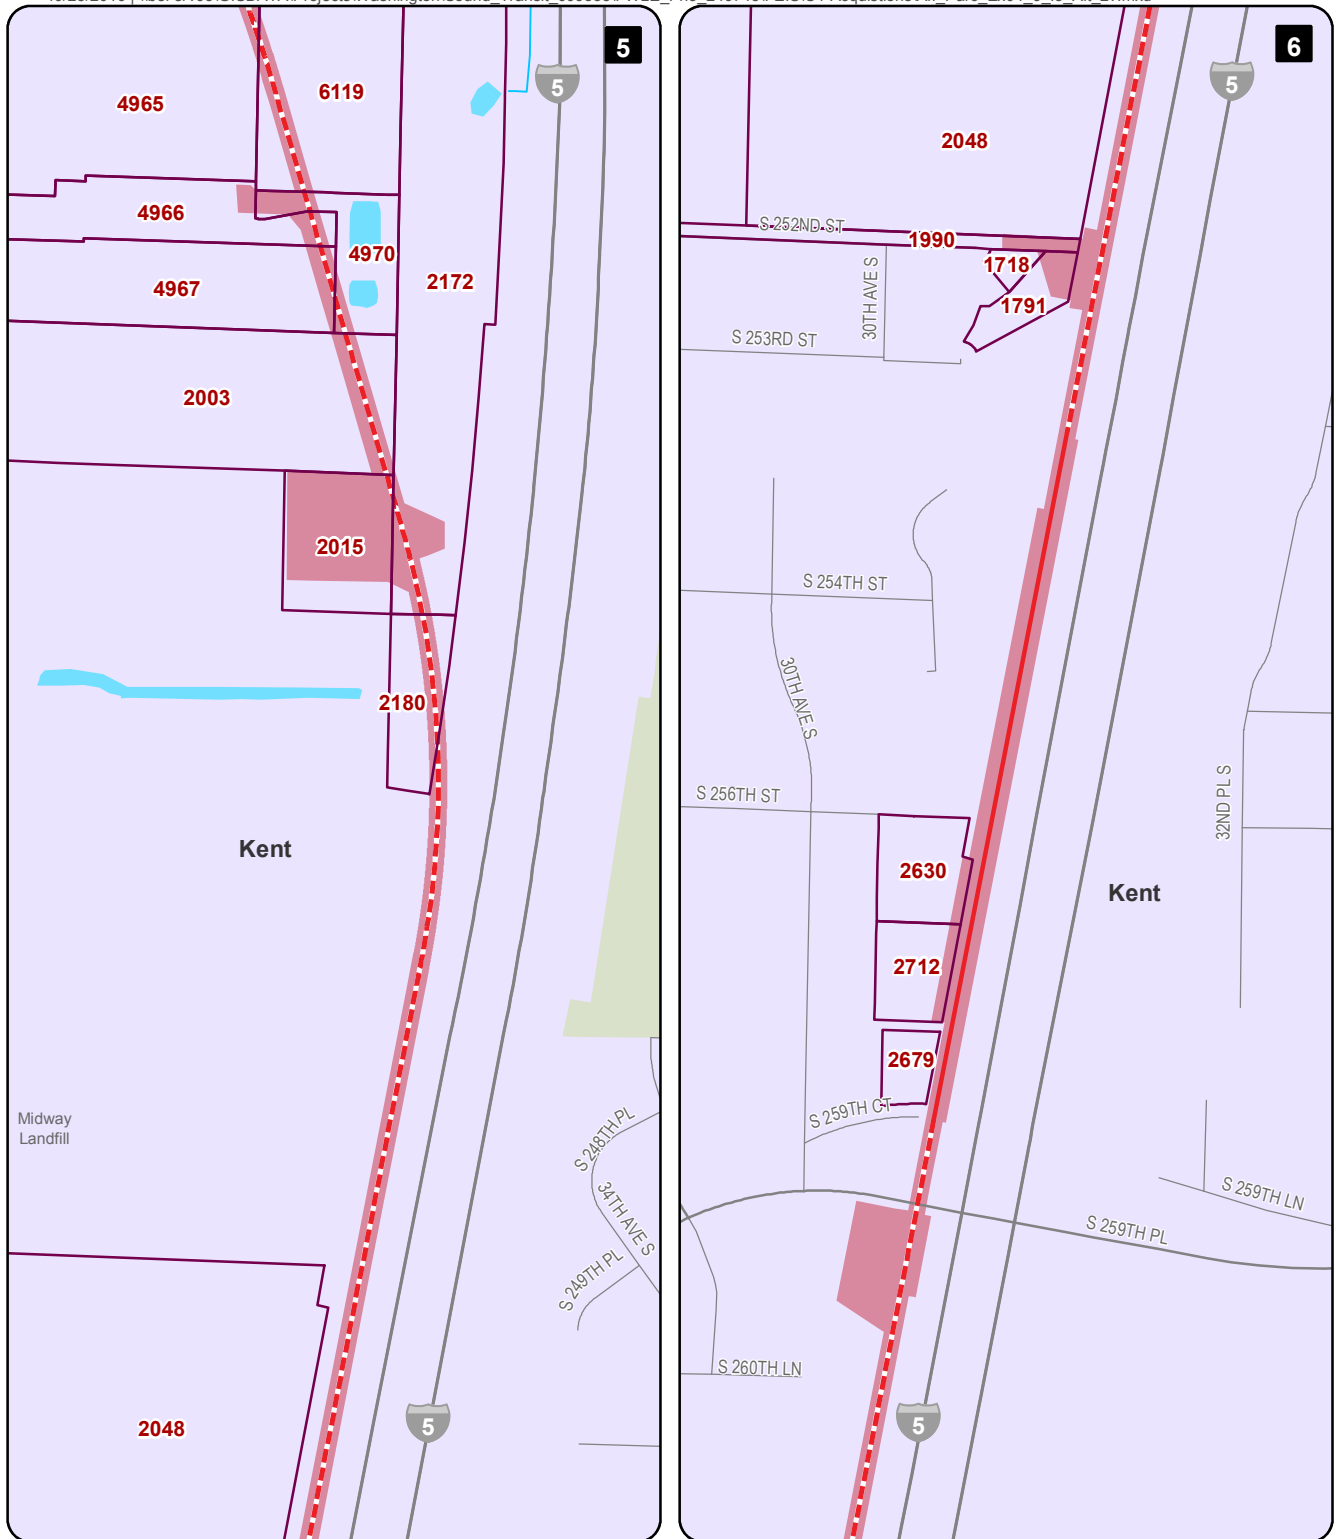 5
5
4965
6119
4966
4970
4967
2172
2003
2015
2180
Kent
Midway
Landfill
S 248TH PL
34TH AVE S
S 249TH PL
2048
5
6
5
2048
S 252ND ST
1990
1718
1791
30TH AVE S
S 253RD ST
S 254TH ST
30TH AVE S
S 256TH ST
32ND PL S
2630
Kent
2712
2679
S 259TH CT
S 259TH LN
S 259TH PL
S 260TH LN
5